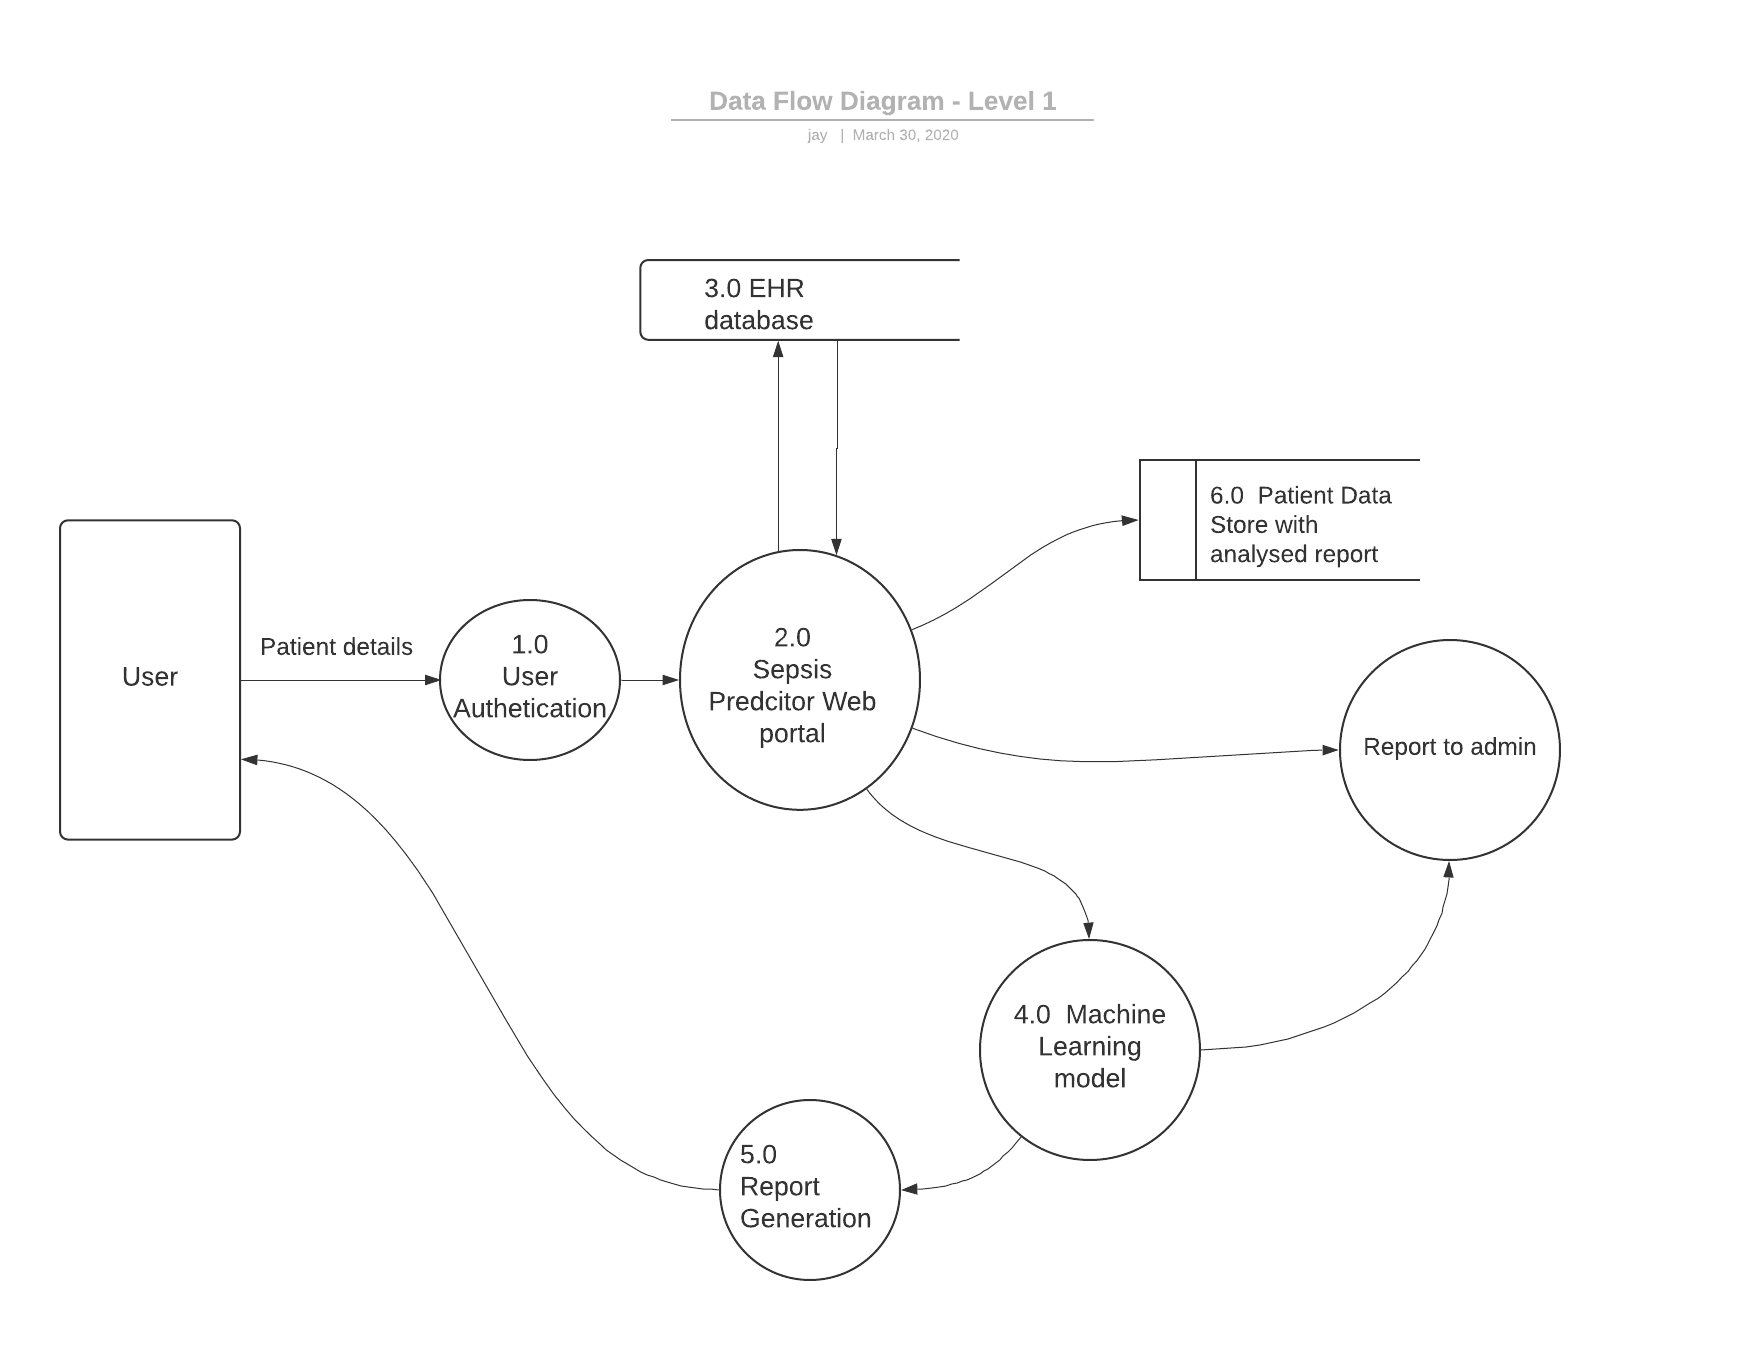 Data Flow Diagram - Level 1
jay | March 30, 2020
3.0 EHR
database
6.0 Patient Data
Store with
analysed report
User
Patient details
1.0
User
Authetication
2.0
Sepsis
Predcitor Web
portal
Report to admin
4.0 Machine
Learning
model
5.0
Report
Generation